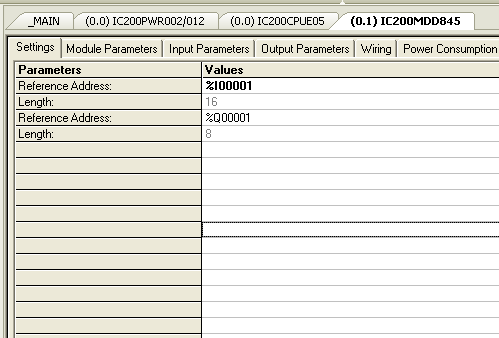 _MAIN (0.0) IC200PWR002/012 (0.0) IC200CPUE05 (0.1) IC200MDD845
Settings Module Parameters Input Parameters Output Parameters Wiring Power Consumption
Parameters Values
Reference Address: %I00001
Length: 16
Reference Address: %Q00001
Length: 8